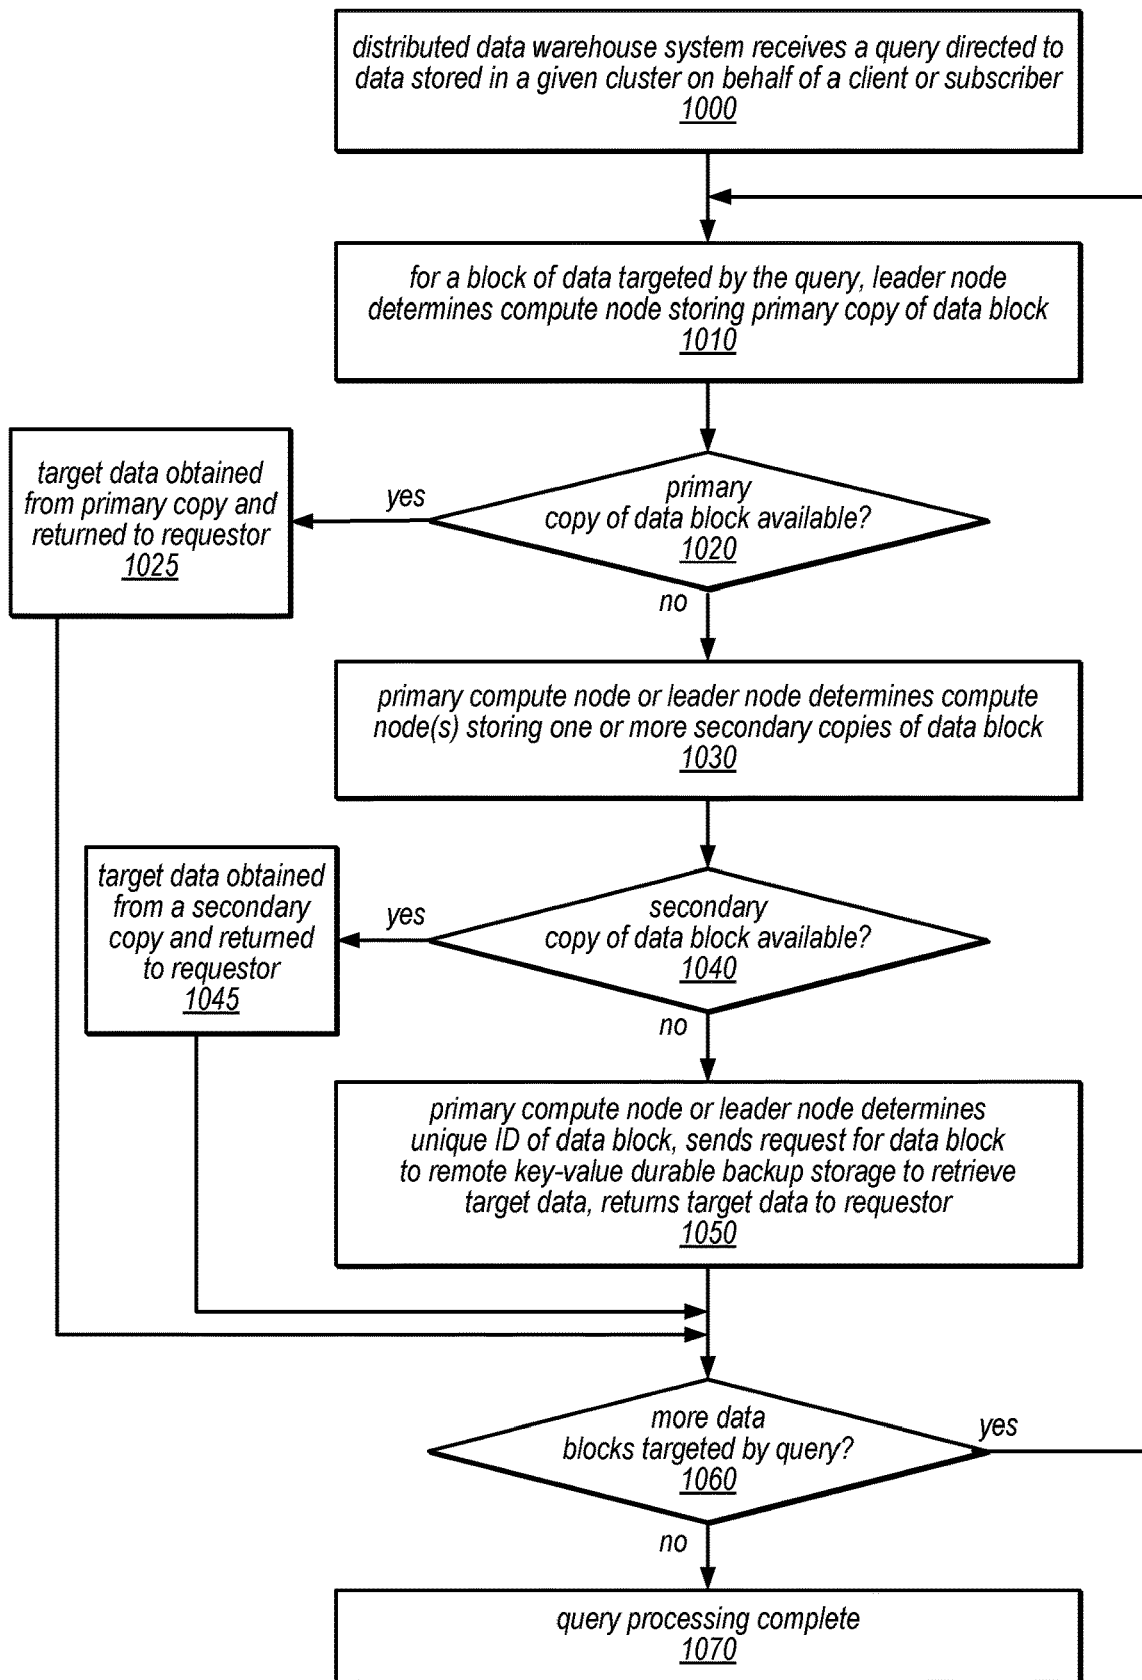 distributed data warehouse system receives a query directed to
data stored in a given cluster on behalf of a client or subscriber
1000
for a block of data targeted by the query, leader node
determines compute node storing primary copy of data block
1010
target data obtained
from primary copy and
returned to requestor
1025
yes
primary
copy of data block available?
1020
no
primary compute node or leader node determines compute
node(s) storing one or more secondary copies of data block
1030
target data obtained
from a secondary
copy and returned
to requestor
1045
yes
secondary
copy of data block available?
1040
no
primary compute node or leader node determines
unique ID of data block, sends request for data block
to remote key-value durable backup storage to retrieve
target data, returns target data to requestor
1050
more data
blocks targeted by query?
1060
yes
no
query processing complete
1070